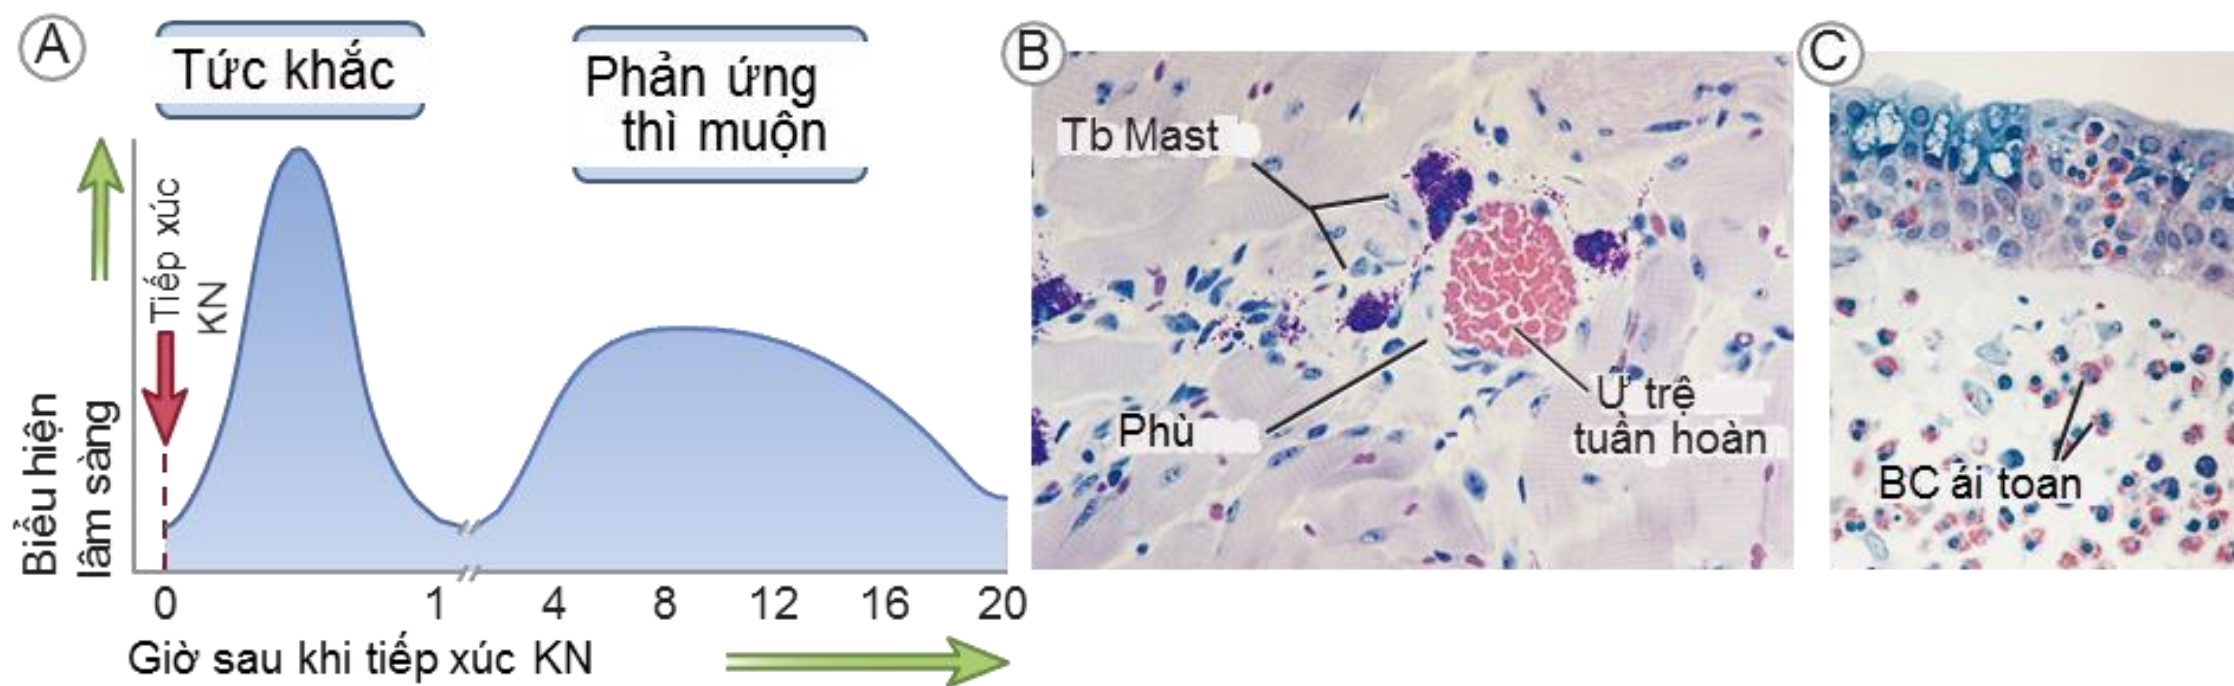 A
Tức khắc
Phản ứng
thì muộn
Tiếp xúc
KN
Biểu hiện
lâm sàng
0 1 4 8 12 16 20
Giờ sau khi tiếp xúc KN
B
Tb Mast
Phù
Ứ trệ
tuần hoàn
C
BC ái toan